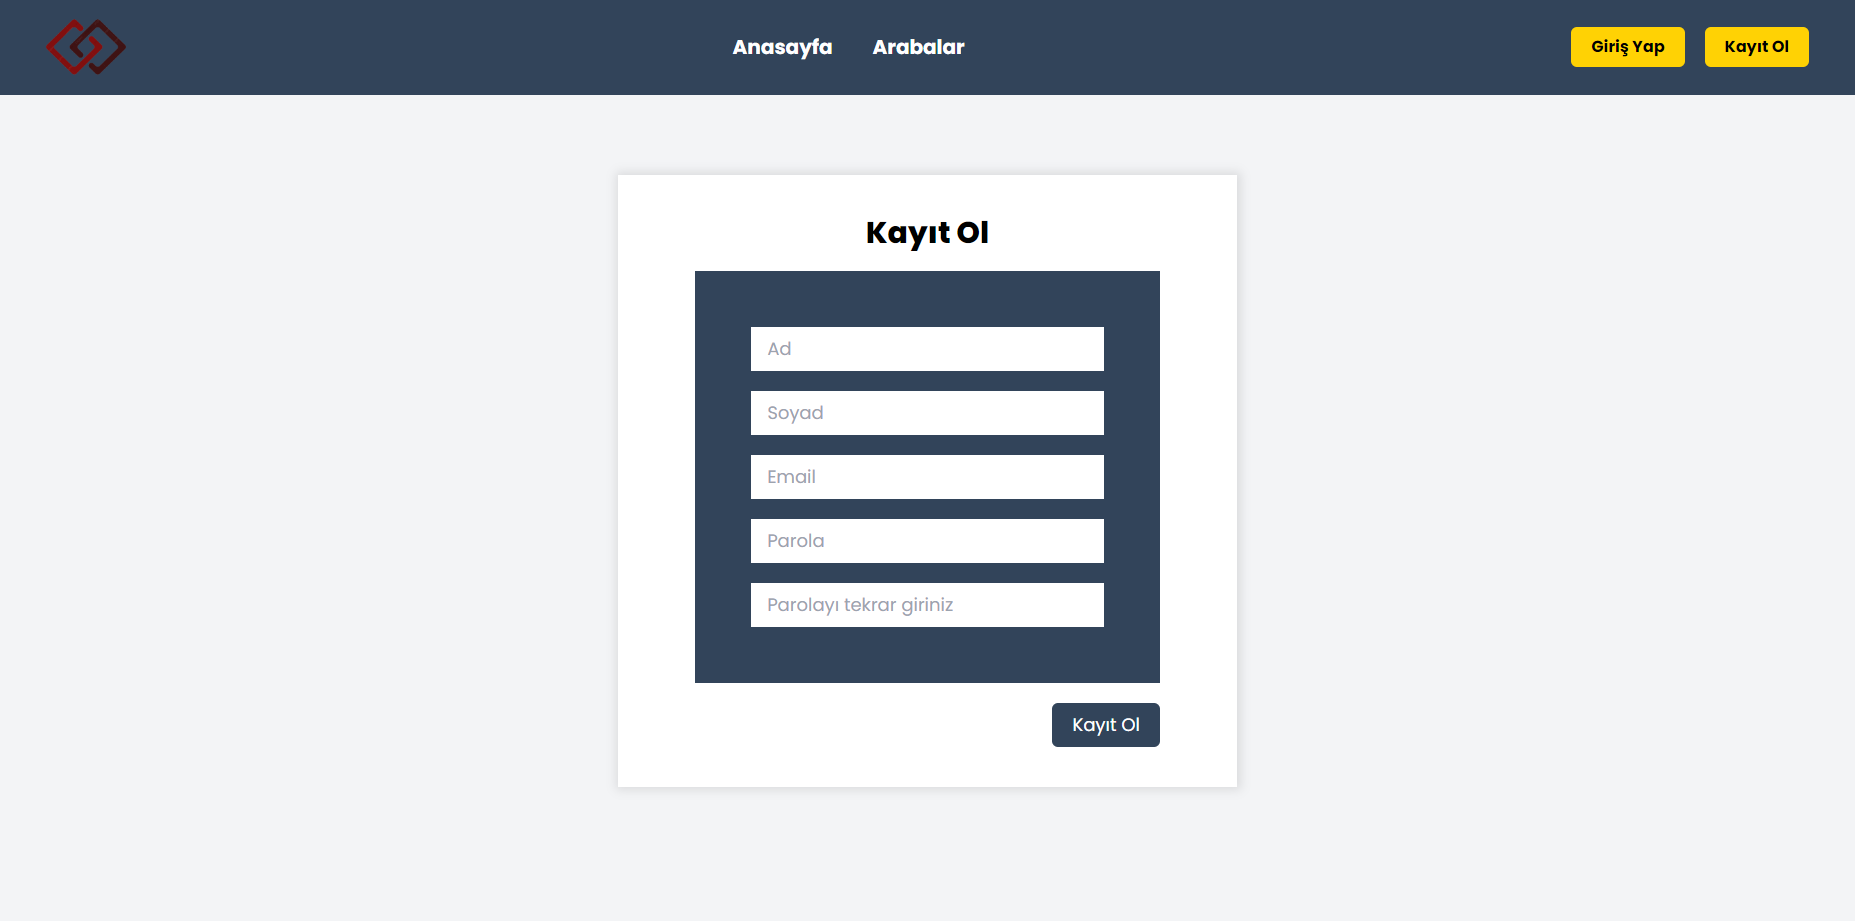 Anasayfa Arabalar Giriş Yap Kayıt Ol
Kayıt Ol
Ad
Soyad
Email
Parola
Parolayı tekrar giriniz
Kayıt Ol